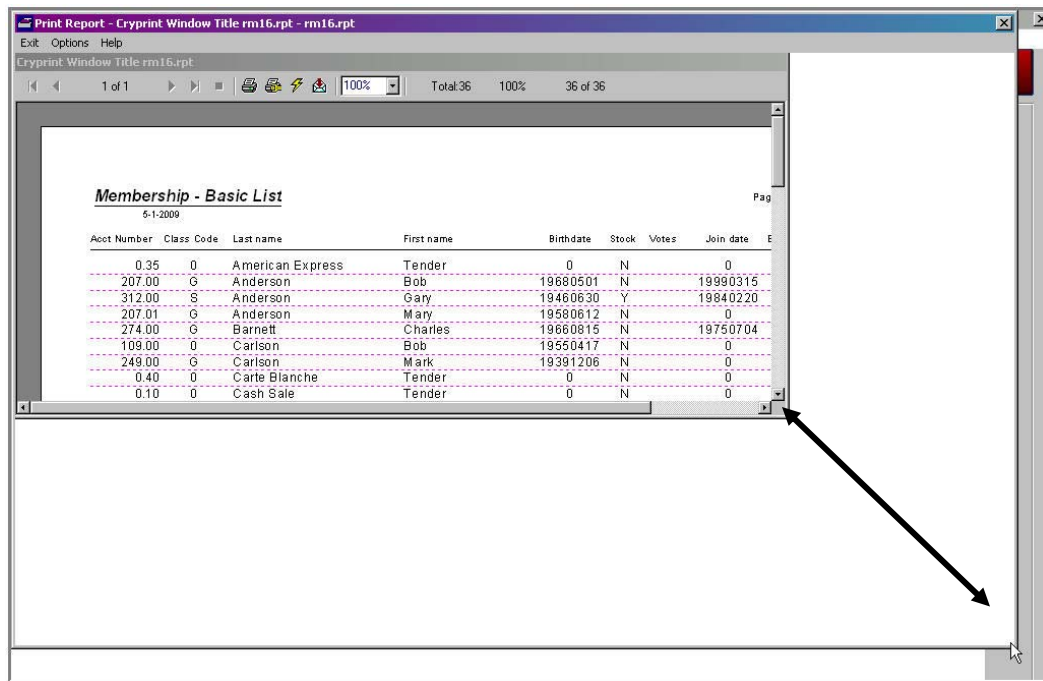 Print Report - Cryprint Window Title rm16.rpt - rm16.rpt
Exit Options Help
Cryprint Window Title rm16.rpt
1 of 1 100% Total:36 100% 36 of 36
Membership - Basic List
Pag
5-1-2009
Acct Number Class Code Last name First name Birthdate Stock Votes Join date E
0.35 0 American Express Tender 0 N 0
207.00 G Anderson Bob 19680501 N 19990315
312.00 S Anderson Gary 19460630 Y 19840220
207.01 G Anderson Mary 19580612 N 0
274.00 G Barnett Charles 19660815 N 19750704
109.00 0 Carlson Bob 19550417 N 0
249.00 G Carlson Mark 19391206 N 0
0.40 0 Carte Blanche Tender 0 N 0
0.10 0 Cash Sale Tender 0 N 0